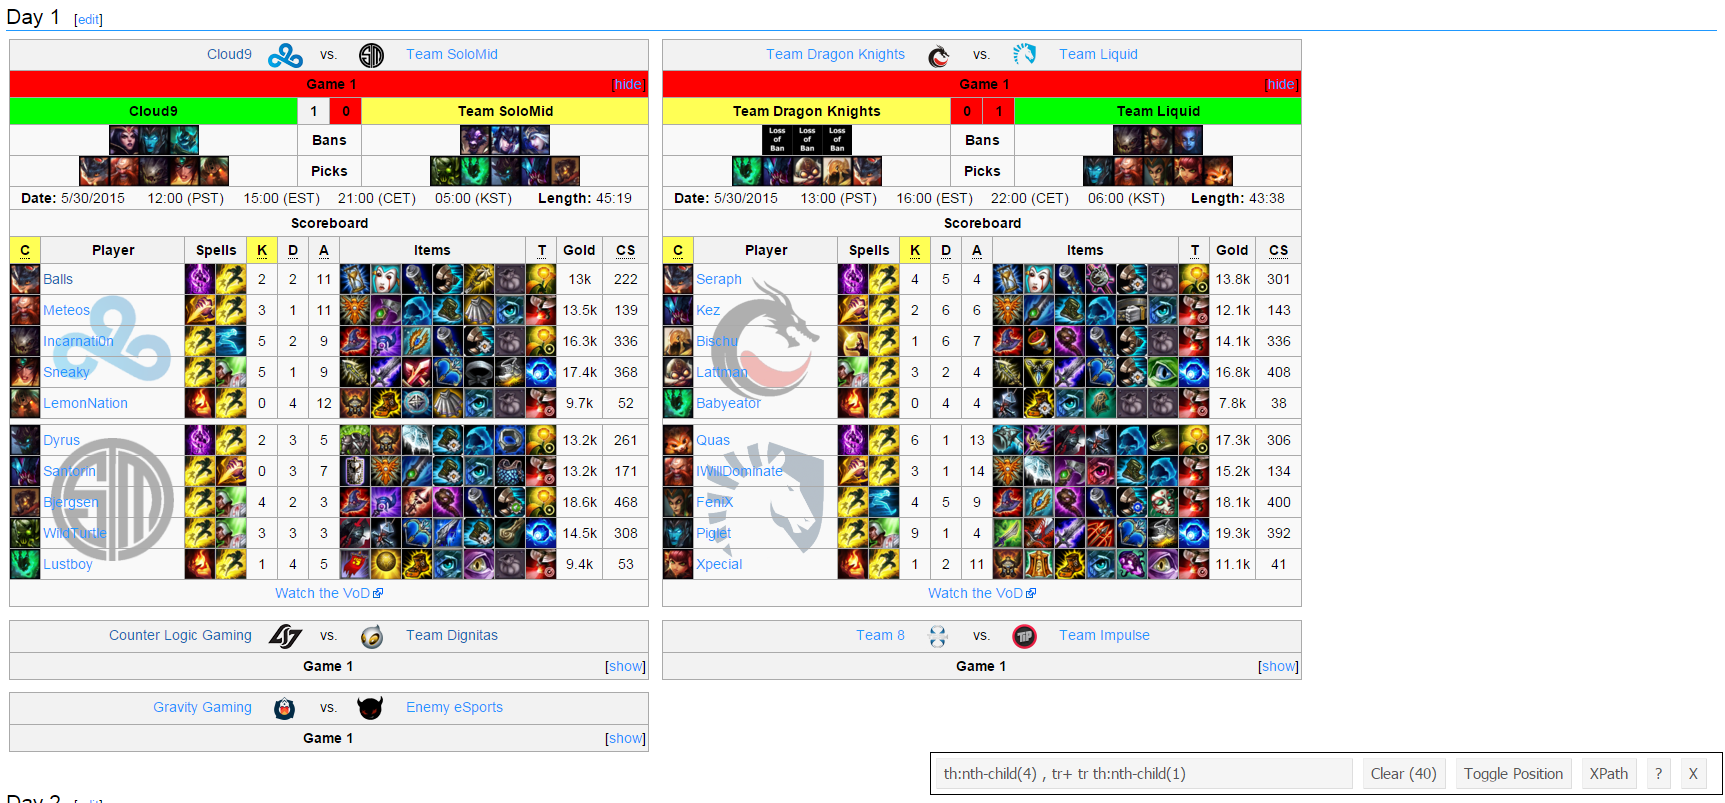 Day 1 [edit]
Cloud9 vs. Team SoloMid
Game 1 [hide]
Cloud9 1 0 Team SoloMid
Bans
Picks
Date: 5/30/2015 12:00 (PST) 15:00 (EST) 21:00 (CET) 05:00 (KST) Length: 45:19
Scoreboard
C Player Spells K D A Items T Gold CS
Balls 2 2 11 13k 222
Meteos 3 1 11 13.5k 139
Incarnati0n 5 2 9 16.3k 336
Sneaky 5 1 9 17.4k 368
LemonNation 0 4 12 9.7k 52
Dyrus 2 3 5 13.2k 261
Santorin 0 3 7 13.2k 171
Bjergsen 4 2 3 18.6k 468
WildTurtle 3 3 3 14.5k 308
Lustboy 1 4 5 9.4k 53
Watch the VoD
Team Dragon Knights vs. Team Liquid
Game 1 [hide]
Team Dragon Knights 0 1 Team Liquid
Loss of Ban Loss of Ban Loss of Ban Bans
Picks
Date: 5/30/2015 13:00 (PST) 16:00 (EST) 22:00 (CET) 06:00 (KST) Length: 43:38
Scoreboard
C Player Spells K D A Items T Gold CS
Seraph 4 5 4 13.8k 301
Kez 2 6 6 12.1k 143
Bischu 1 6 7 14.1k 336
Lattman 3 2 4 16.8k 408
Babyeator 0 4 4 7.8k 38
Quas 6 1 13 17.3k 306
IWillDominate 3 1 14 15.2k 134
FeniX 4 5 9 18.1k 400
Piglet 9 1 4 19.3k 392
Xpecial 1 2 11 11.1k 41
Watch the VoD
Counter Logic Gaming vs. Team Dignitas
Game 1 [show]
Team 8 vs. TiP Team Impulse
Game 1 [show]
Gravity Gaming vs. Enemy eSports
Game 1 [show]
th:nth-child(4) , tr+ tr th:nth-child(1) Clear (40) Toggle Position XPath ? X
Day 2 [edit]